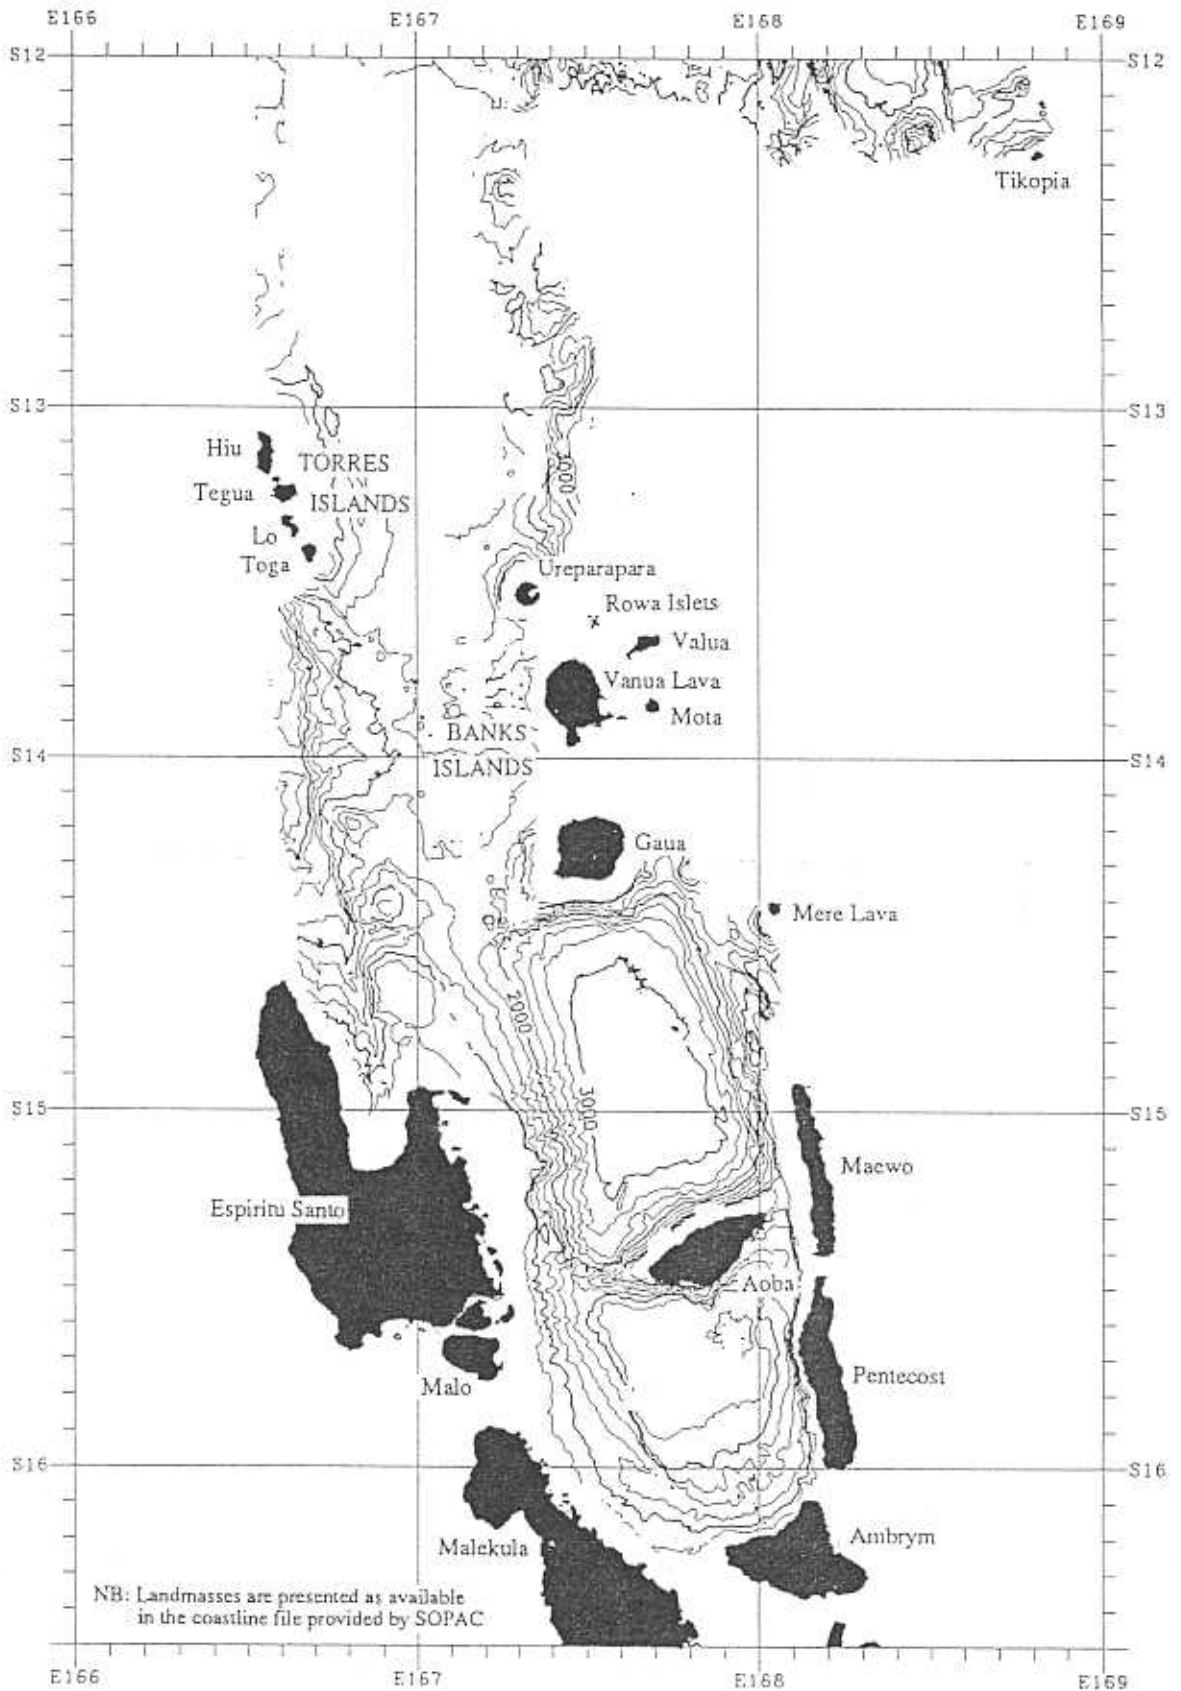 E166 E167 E168 E169
S12 S12
Tikopia
S13 S13
Hiu
TORRES
Tegua
ISLANDS
1000
Lo
Toga
Ureparapara
Rowa Islets
Valua
Vanua Lava
Mota
BANKS
S14 S14
ISLANDS
Gaua
Mere Lava
2000
3000
S15 S15
Maewo
Espiritu Santo
Aoba
Pentecost
Malo
S16 S16
Ambrym
Malekula
NB: Landmasses are presented as available
in the coastline file provided by SOPAC
E166 E167 E168 E169